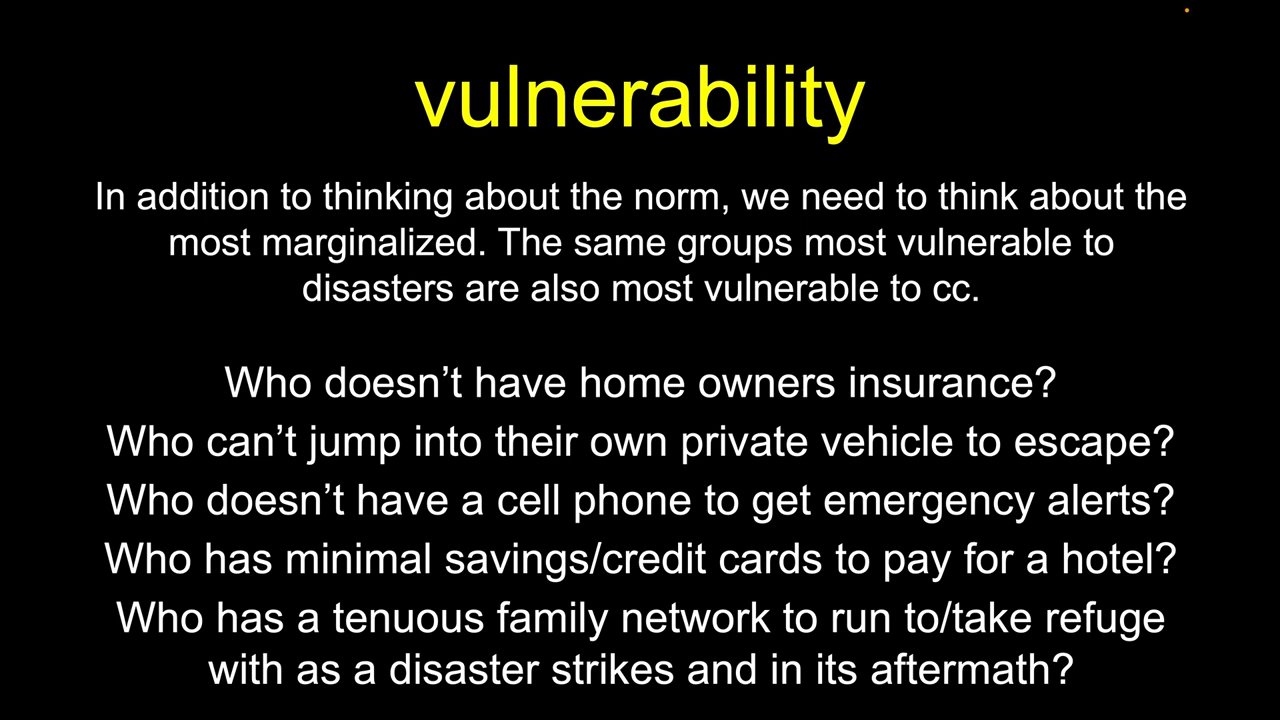 vulnerability
In addition to thinking about the norm, we need to think about the
most marginalized. The same groups most vulnerable to
disasters are also most vulnerable to cc.
Who doesn’t have home owners insurance?
Who can’t jump into their own private vehicle to escape?
Who doesn’t have a cell phone to get emergency alerts?
Who has minimal savings/credit cards to pay for a hotel?
Who has a tenuous family network to run to/take refuge
with as a disaster strikes and in its aftermath?